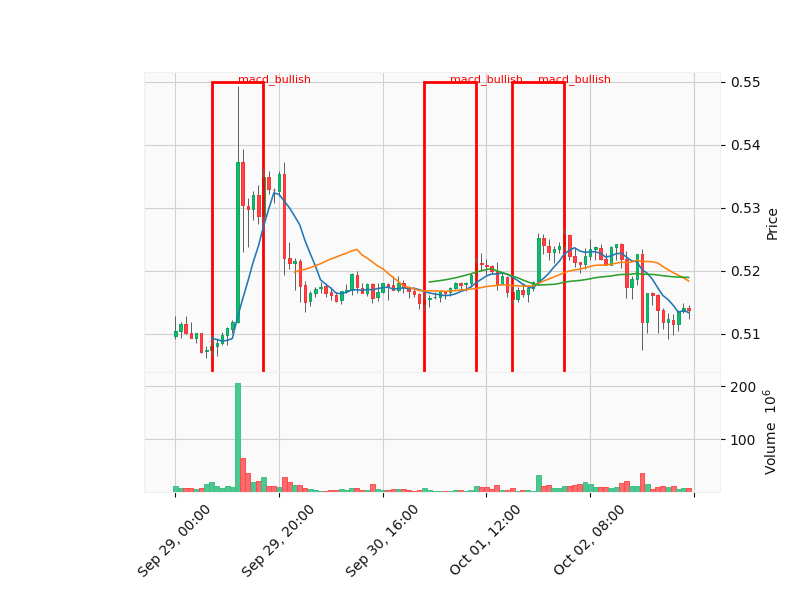 macd_bullish
macd_bullish
macd_bullish
0.55
0.54
0.53
0.52
0.51
Price
200
100
Volume 10^6
Sep 29, 00:00
Sep 29, 20:00
Sep 30, 16:00
Oct 01, 12:00
Oct 02, 08:00